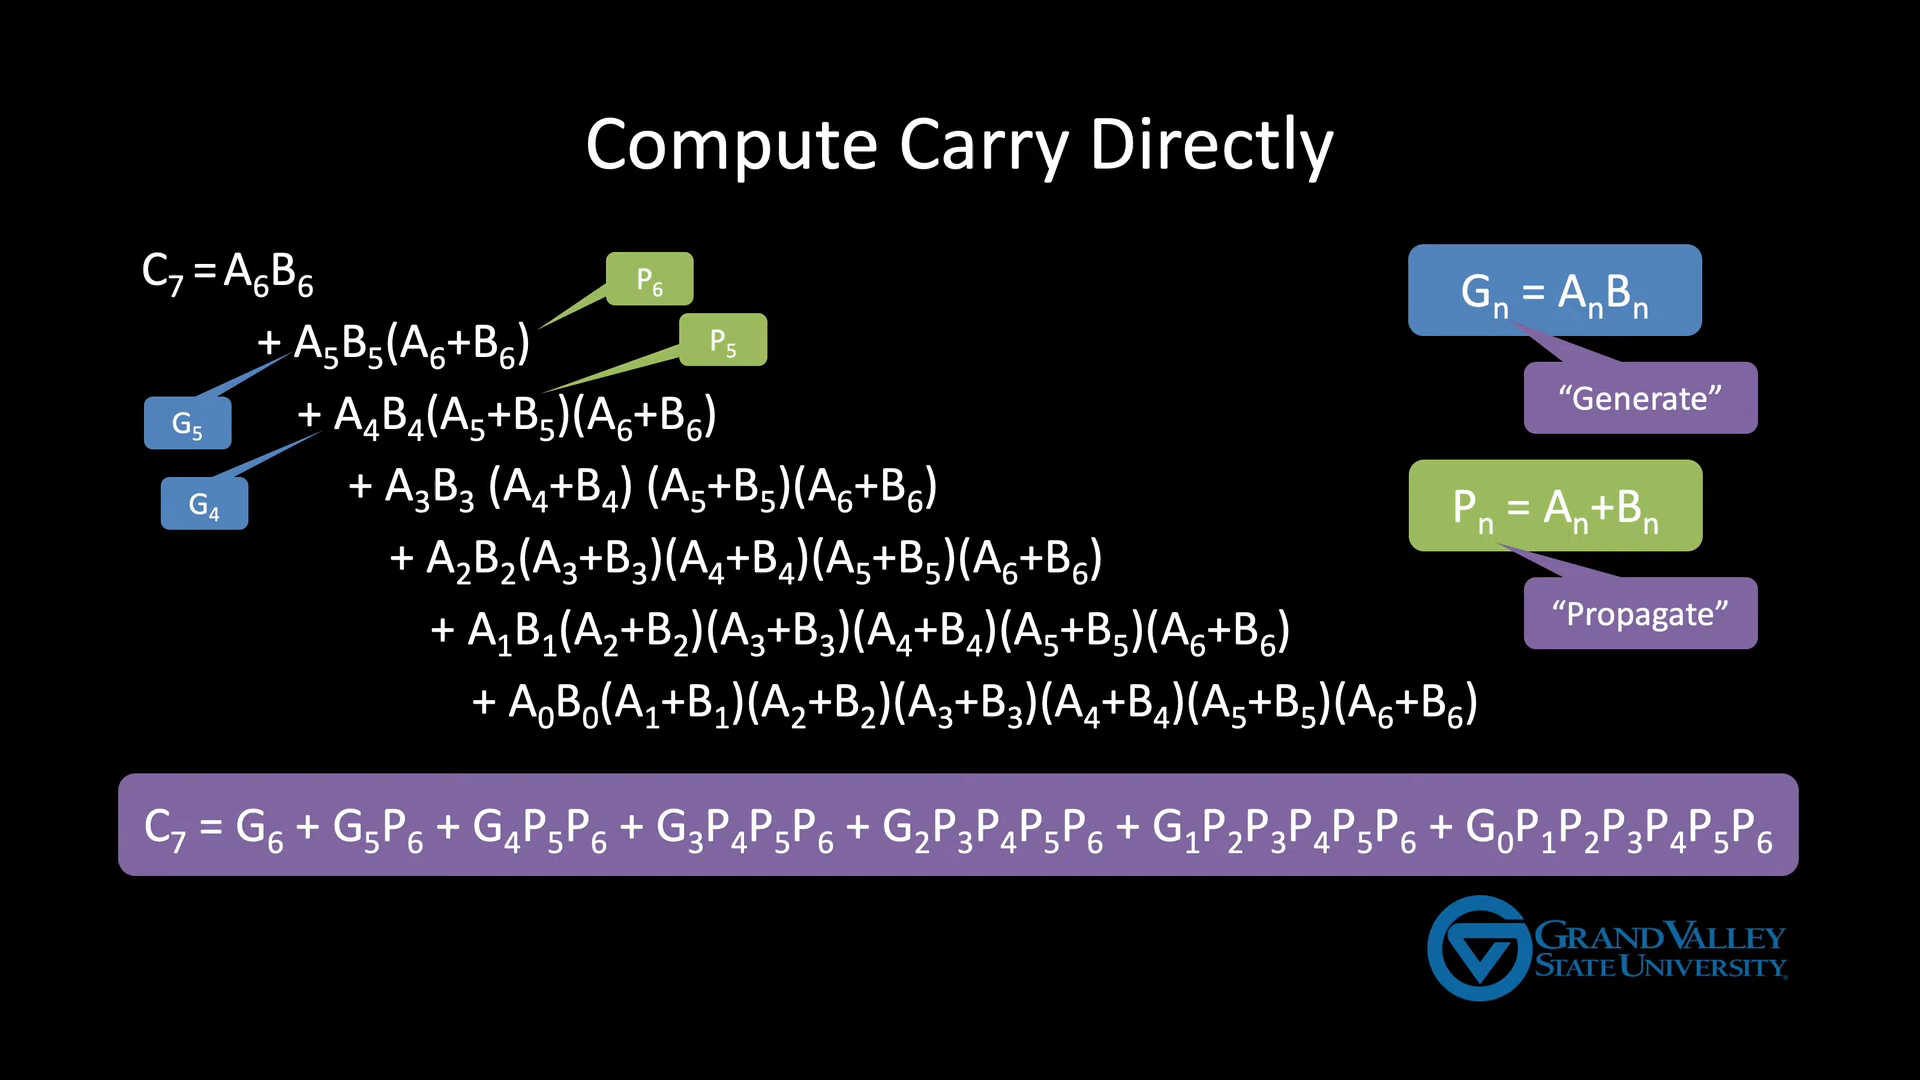 Compute Carry Directly
C₇ = A₆B₆
+ A₅B₅(A₆+B₆)
+ A₄B₄(A₅+B₅)(A₆+B₆)
+ A₃B₃ (A₄+B₄) (A₅+B₅)(A₆+B₆)
+ A₂B₂(A₃+B₃)(A₄+B₄)(A₅+B₅)(A₆+B₆)
+ A₁B₁(A₂+B₂)(A₃+B₃)(A₄+B₄)(A₅+B₅)(A₆+B₆)
+ A₀B₀(A₁+B₁)(A₂+B₂)(A₃+B₃)(A₄+B₄)(A₅+B₅)(A₆+B₆)
P₆
P₅
G₅
G₄
Gₙ = AₙBₙ
“Generate”
Pₙ = Aₙ+Bₙ
“Propagate”
C₇ = G₆ + G₅P₆ + G₄P₅P₆ + G₃P₄P₅P₆ + G₂P₃P₄P₅P₆ + G₁P₂P₃P₄P₅P₆ + G₀P₁P₂P₃P₄P₅P₆
GRAND VALLEY
STATE UNIVERSITY